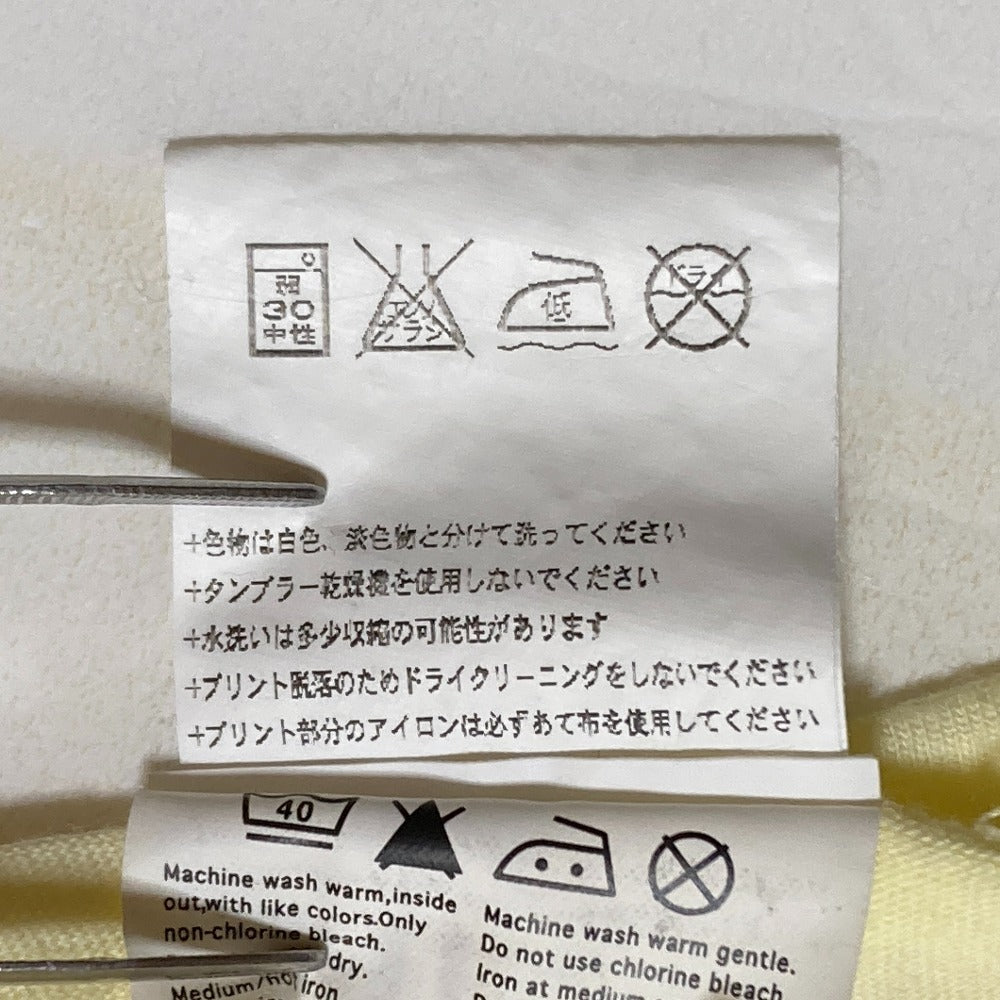 C
弱
30
中性
エンソ
サラシ
低
ドライ
+色物は白色、淡色物と分けて洗ってください
+タンブラー乾燥機を使用しないでください
+水洗いは多少収縮の可能性があります
+プリント脱落のためドライクリーニングをしないでください
+プリント部分のアイロンは必ずあて布を使用してください
40
Machine wash warm,inside
out,with like colors.Only
non-chlorine bleach.
dry.
Medium/hot iron
Machine wash warm gentle.
Do not use chlorine bleach
Iron at medium